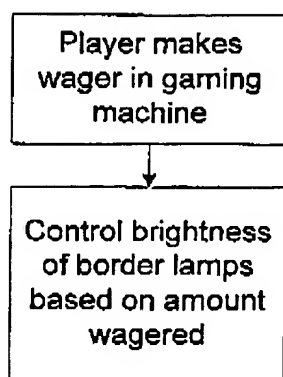 Player makes
wager in gaming
machine
Control brightness
of border lamps
based on amount
wagered